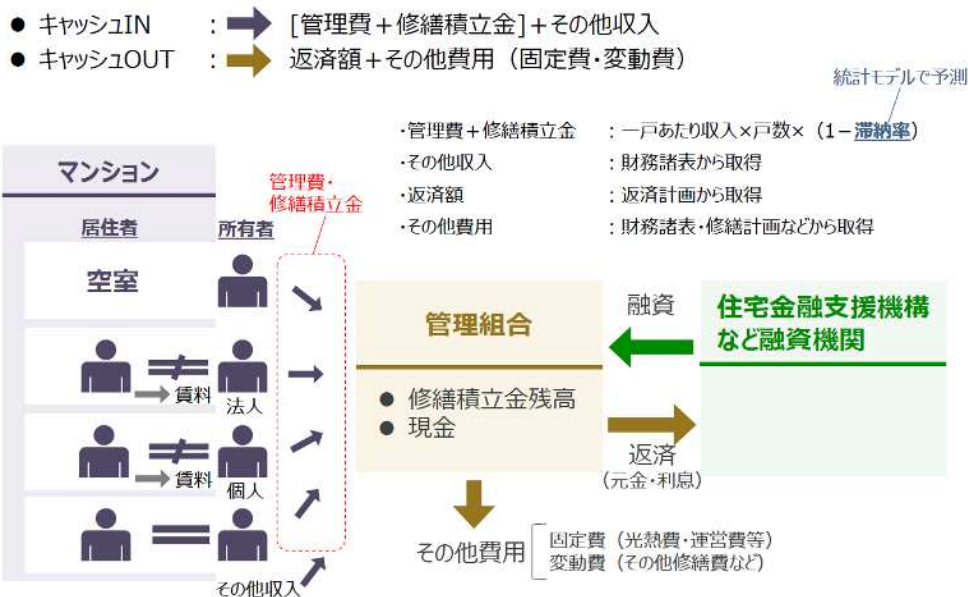 ● キャッシュIN : [管理費+修繕積立金]+その他収入
● キャッシュOUT : 返済額+その他費用(固定費・変動費)
統計モデルで予測
・管理費+修繕積立金 :一戸あたり収入×戸数×(1-滞納率)
・その他収入 :財務諸表から取得
・返済額 :返済計画から取得
・その他費用 :財務諸表・修繕計画などから取得
マンション
管理費・
修繕積立金
居住者 所有者
空室
賃料
法人
賃料
個人
その他収入
管理組合
● 修繕積立金残高
● 現金
融資
住宅金融支援機構
など融資機関
返済
(元金・利息)
その他費用
固定費(光熱費・運営費等)
変動費(その他修繕費など)